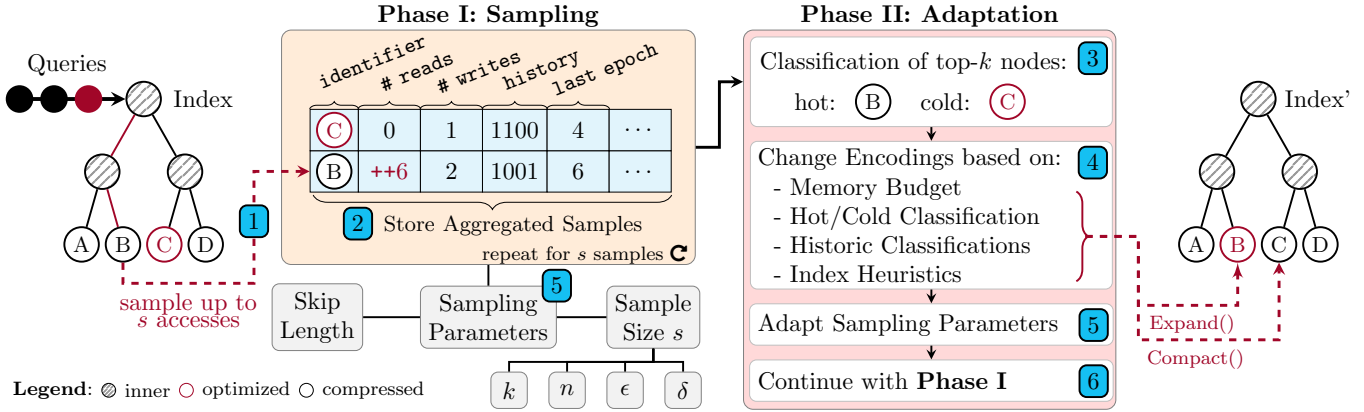 Phase I: Sampling
Phase II: Adaptation
Queries
Index
A
B
C
D
1
sample up to
s accesses
identifier
# reads
# writes
history
last epoch
C 0 1 1100 4 ···
B ++6 2 1001 6 ···
2 Store Aggregated Samples
repeat for s samples
5
Skip
Length
Sampling
Parameters
Sample
Size s
k
n
ϵ
δ
Legend: inner optimized compressed
Classification of top-k nodes: 3
hot: B cold: C
Change Encodings based on: 4
- Memory Budget
- Hot/Cold Classification
- Historic Classifications
- Index Heuristics
Adapt Sampling Parameters 5
Continue with Phase I 6
Index’
A
B
C
D
Expand()
Compact()